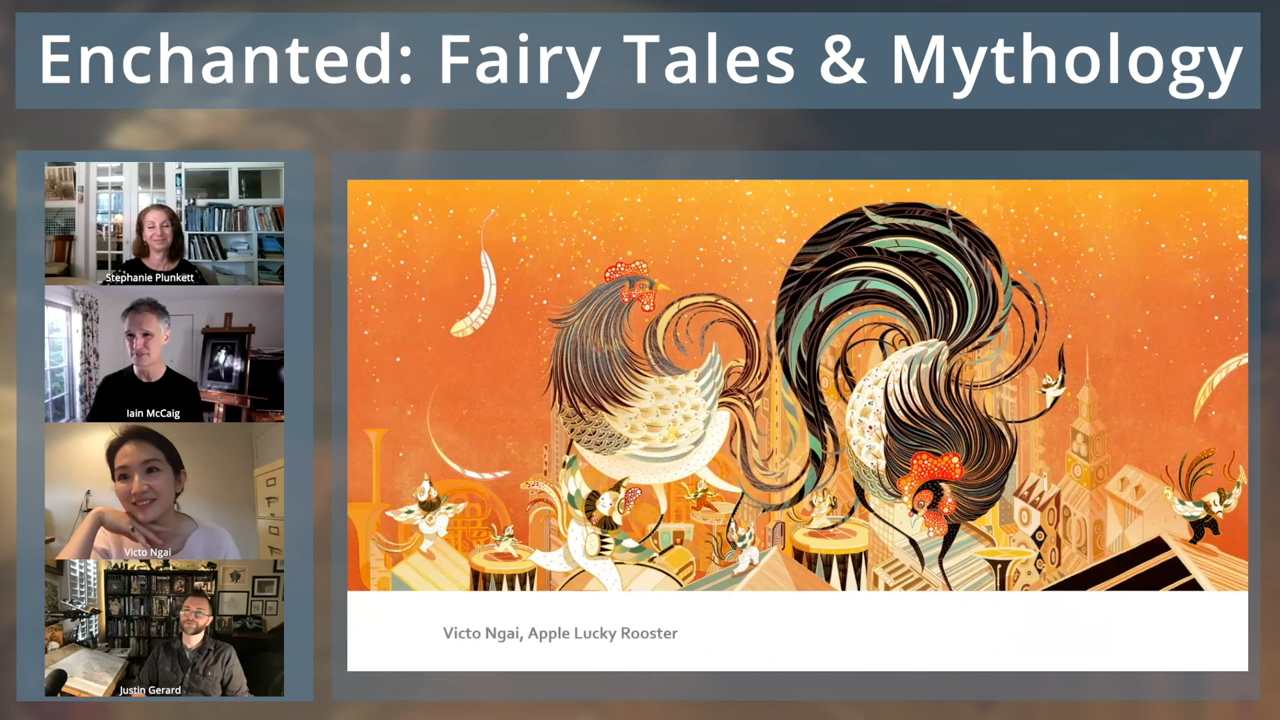 Enchanted: Fairy Tales & Mythology
Stephanie Plunkett
Iain McCaig
Victo Ngai
Justin Gerard
Victo Ngai, Apple Lucky Rooster